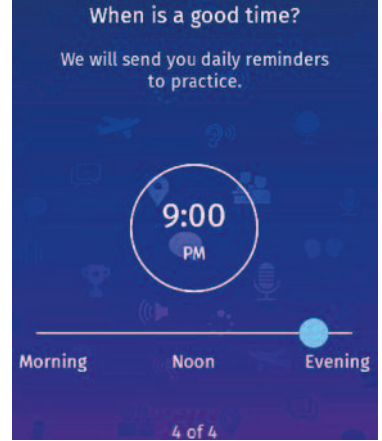 When is a good time?
We will send you daily reminders
to practice.
9:00
PM
Morning Noon Evening
4 of 4